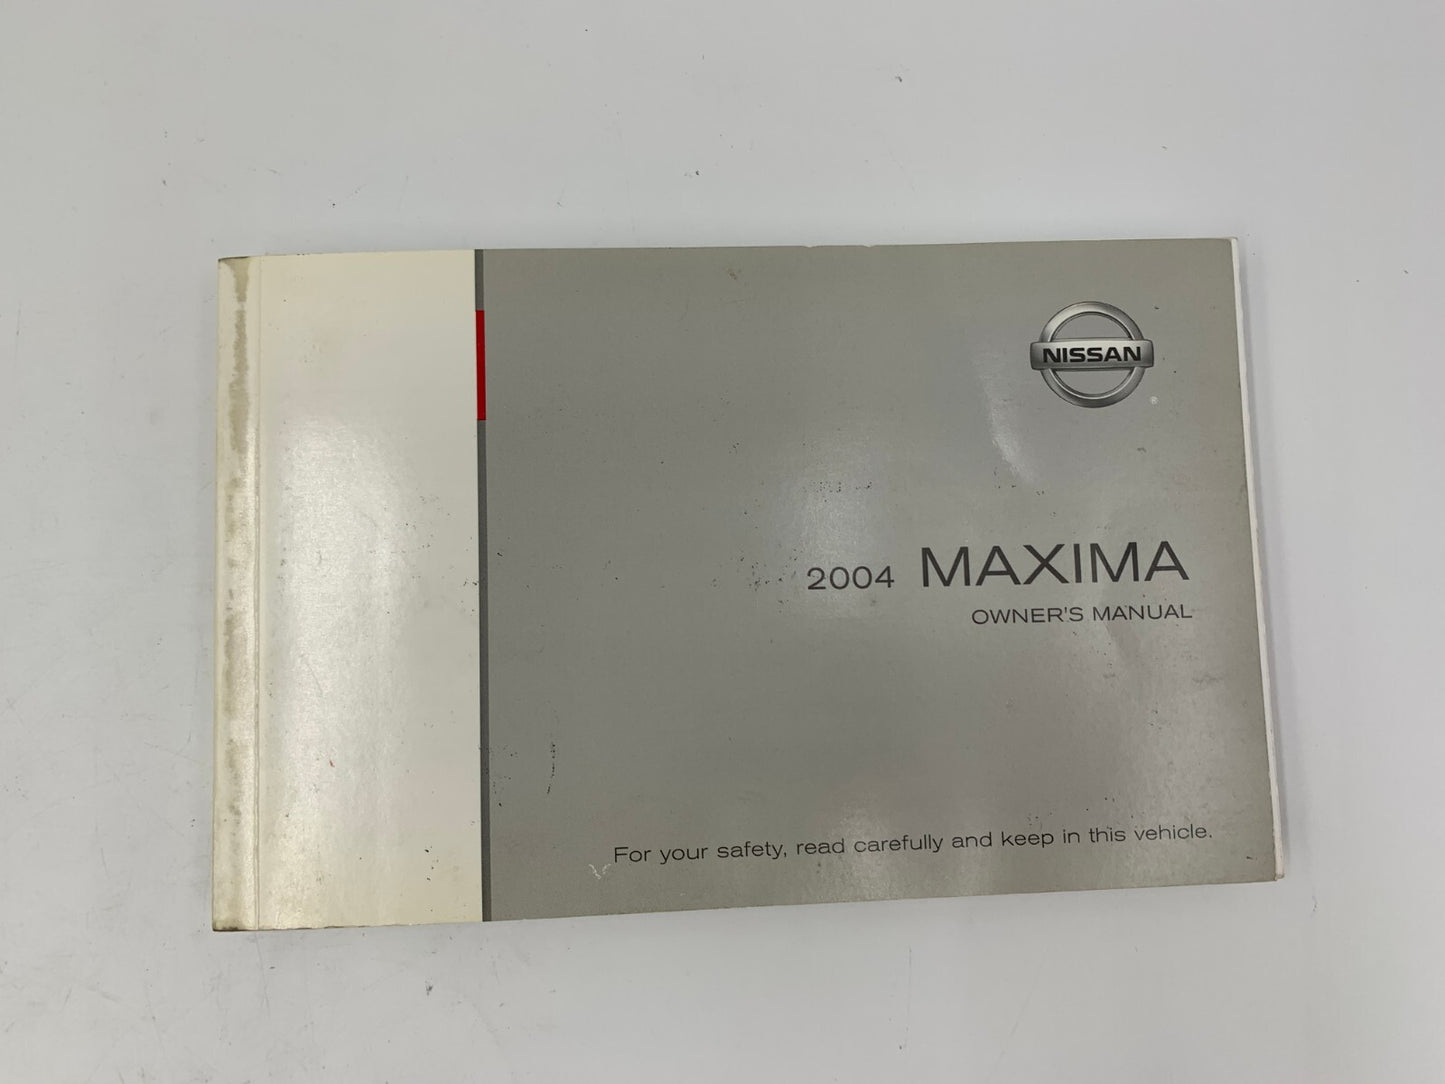 NISSAN
®
2004 MAXIMA
OWNER'S MANUAL
For your safety, read carefully and keep in this vehicle.